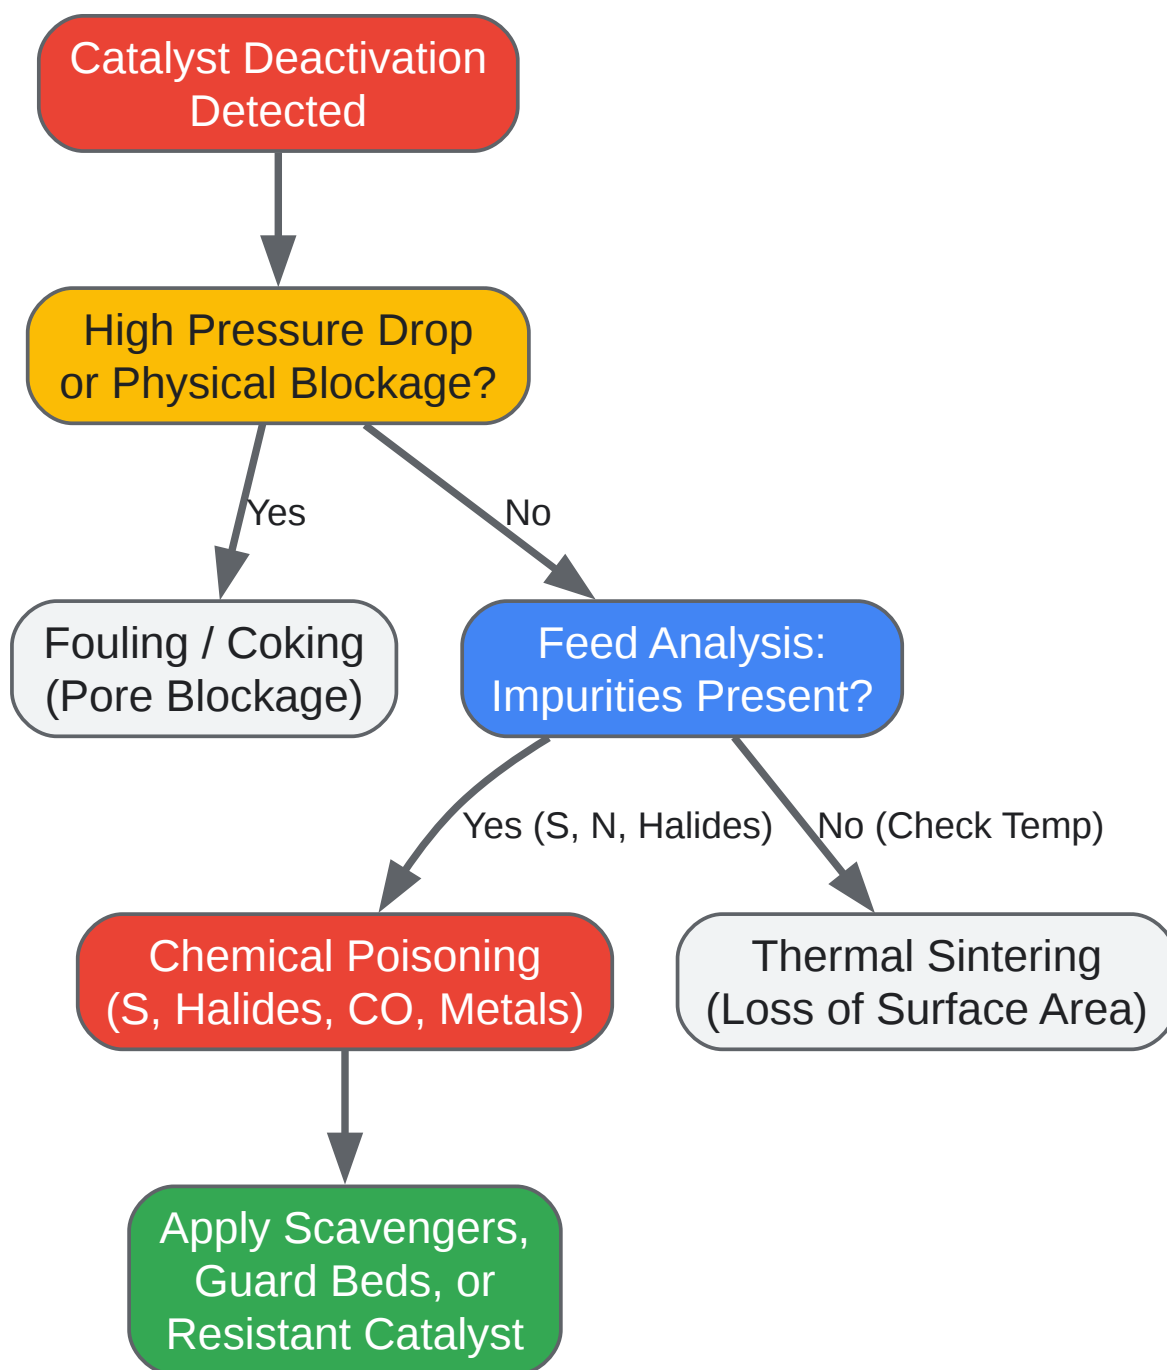 Catalyst Deactivation
Detected
High Pressure Drop
or Physical Blockage?
Yes
No
Fouling / Coking
(Pore Blockage)
Feed Analysis:
Impurities Present?
Yes (S, N, Halides)
No (Check Temp)
Chemical Poisoning
(S, Halides, CO, Metals)
Thermal Sintering
(Loss of Surface Area)
Apply Scavengers,
Guard Beds, or
Resistant Catalyst